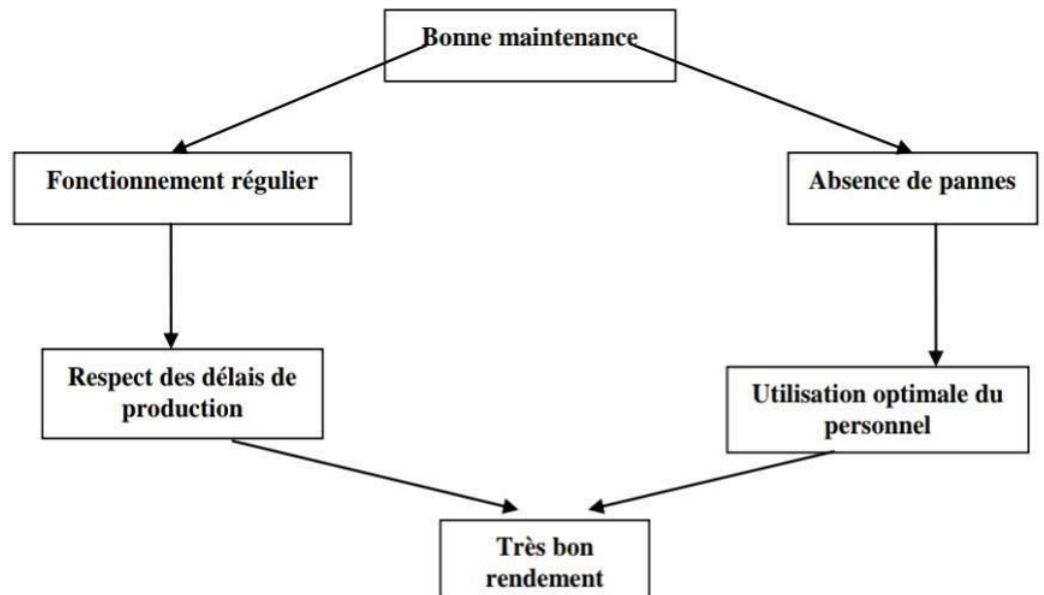 Bonne maintenance
Fonctionnement régulier
Absence de pannes
Respect des délais de
production
Utilisation optimale du
personnel
Très bon
rendement